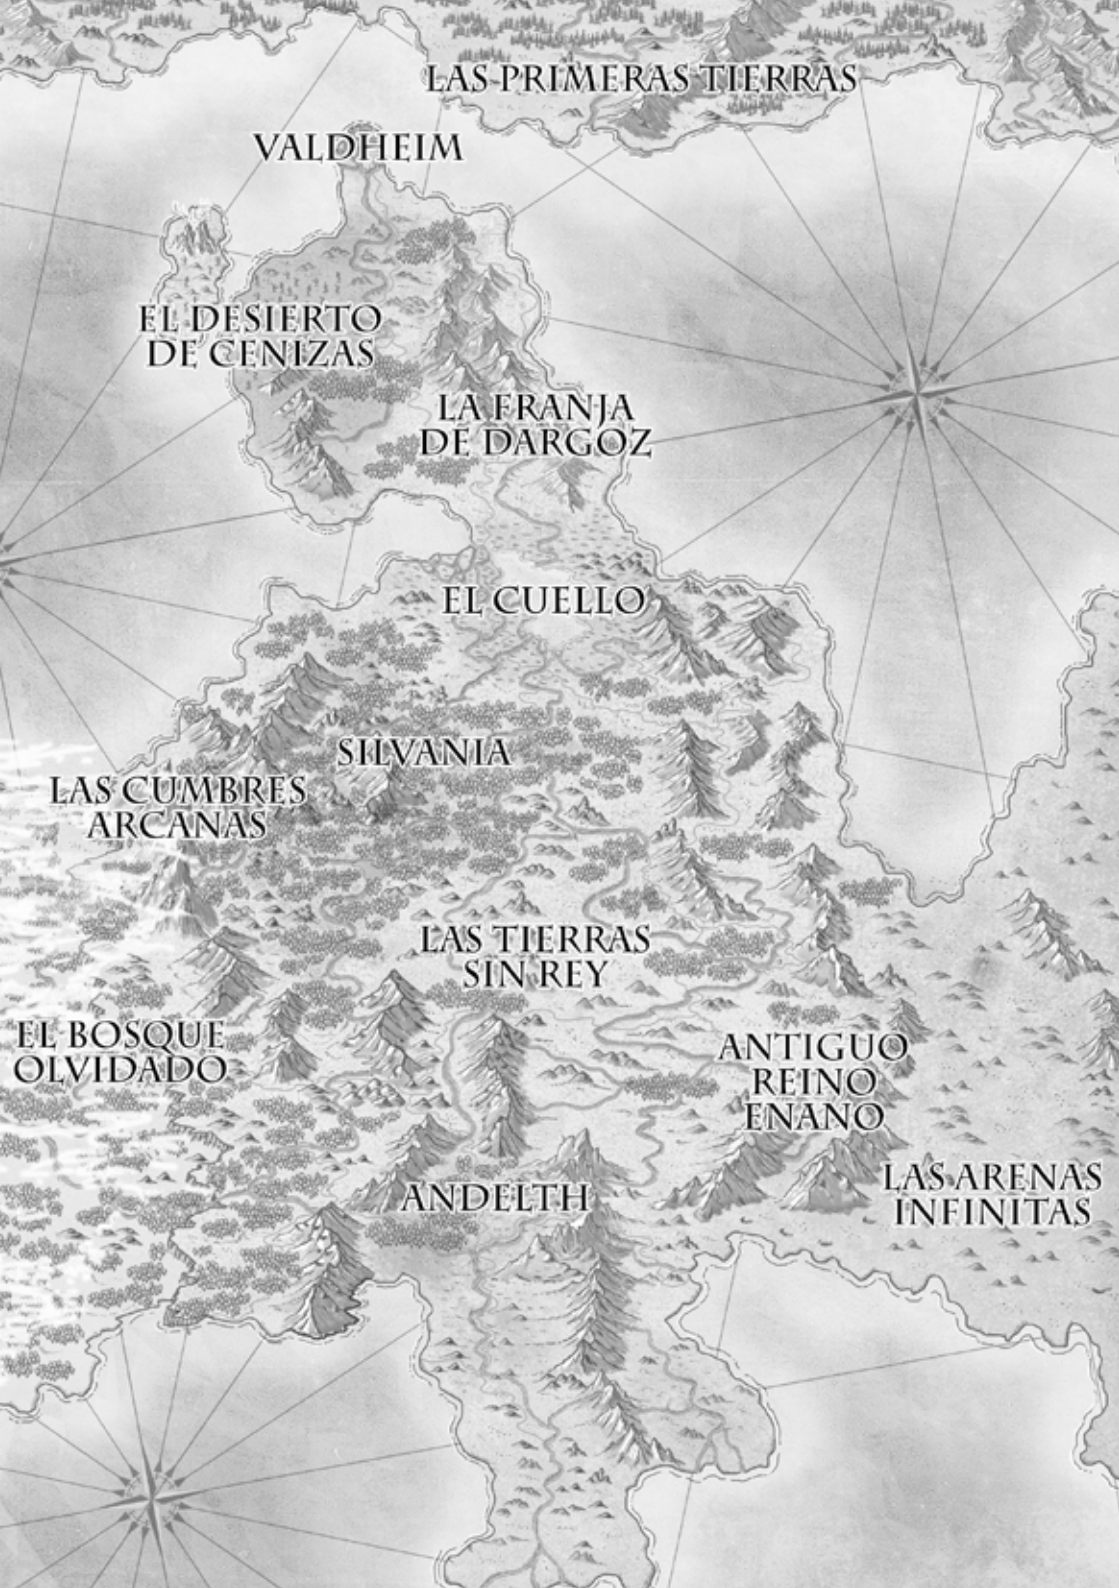 LAS PRIMERAS TIERRAS
VALDHEIM
EL DESIERTO
DE CENIZAS
LA FRANJA
DE DARGOZ
EL CUELLO
SILVANIA
LAS CUMBRES
ARCANAS
LAS TIERRAS
SIN REY
EL BOSQUE
OLVIDADO
ANTIGUO
REINO
ENANO
ANDELTH
LAS ARENAS
INFINITAS